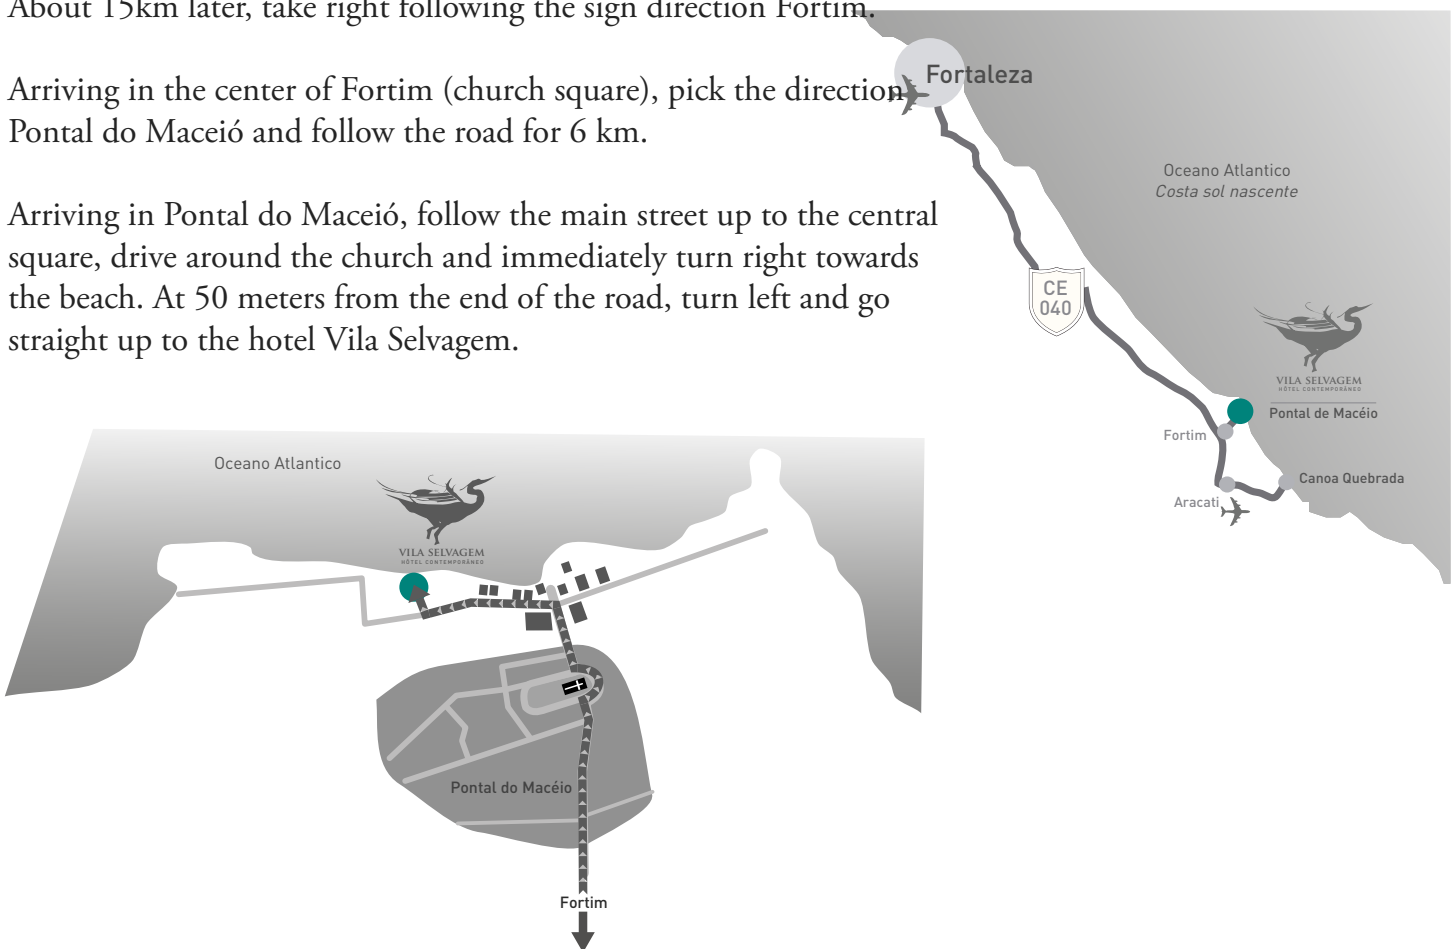 About 15km later, take right following the sign direction Fortim.
Arriving in the center of Fortim (church square), pick the direction
Pontal do Maceió and follow the road for 6 km.
Arriving in Pontal do Maceió, follow the main street up to the central
square, drive around the church and immediately turn right towards
the beach. At 50 meters from the end of the road, turn left and go
straight up to the hotel Vila Selvagem.
Fortaleza
Oceano Atlantico
Costa sol nascente
CE
040
VILA SELVAGEM
HÔTEL CONTEMPORÂNEO
Pontal de Macéio
Fortim
Canoa Quebrada
Aracati
Oceano Atlantico
VILA SELVAGEM
HÔTEL CONTEMPORÂNEO
Pontal do Macéio
Fortim